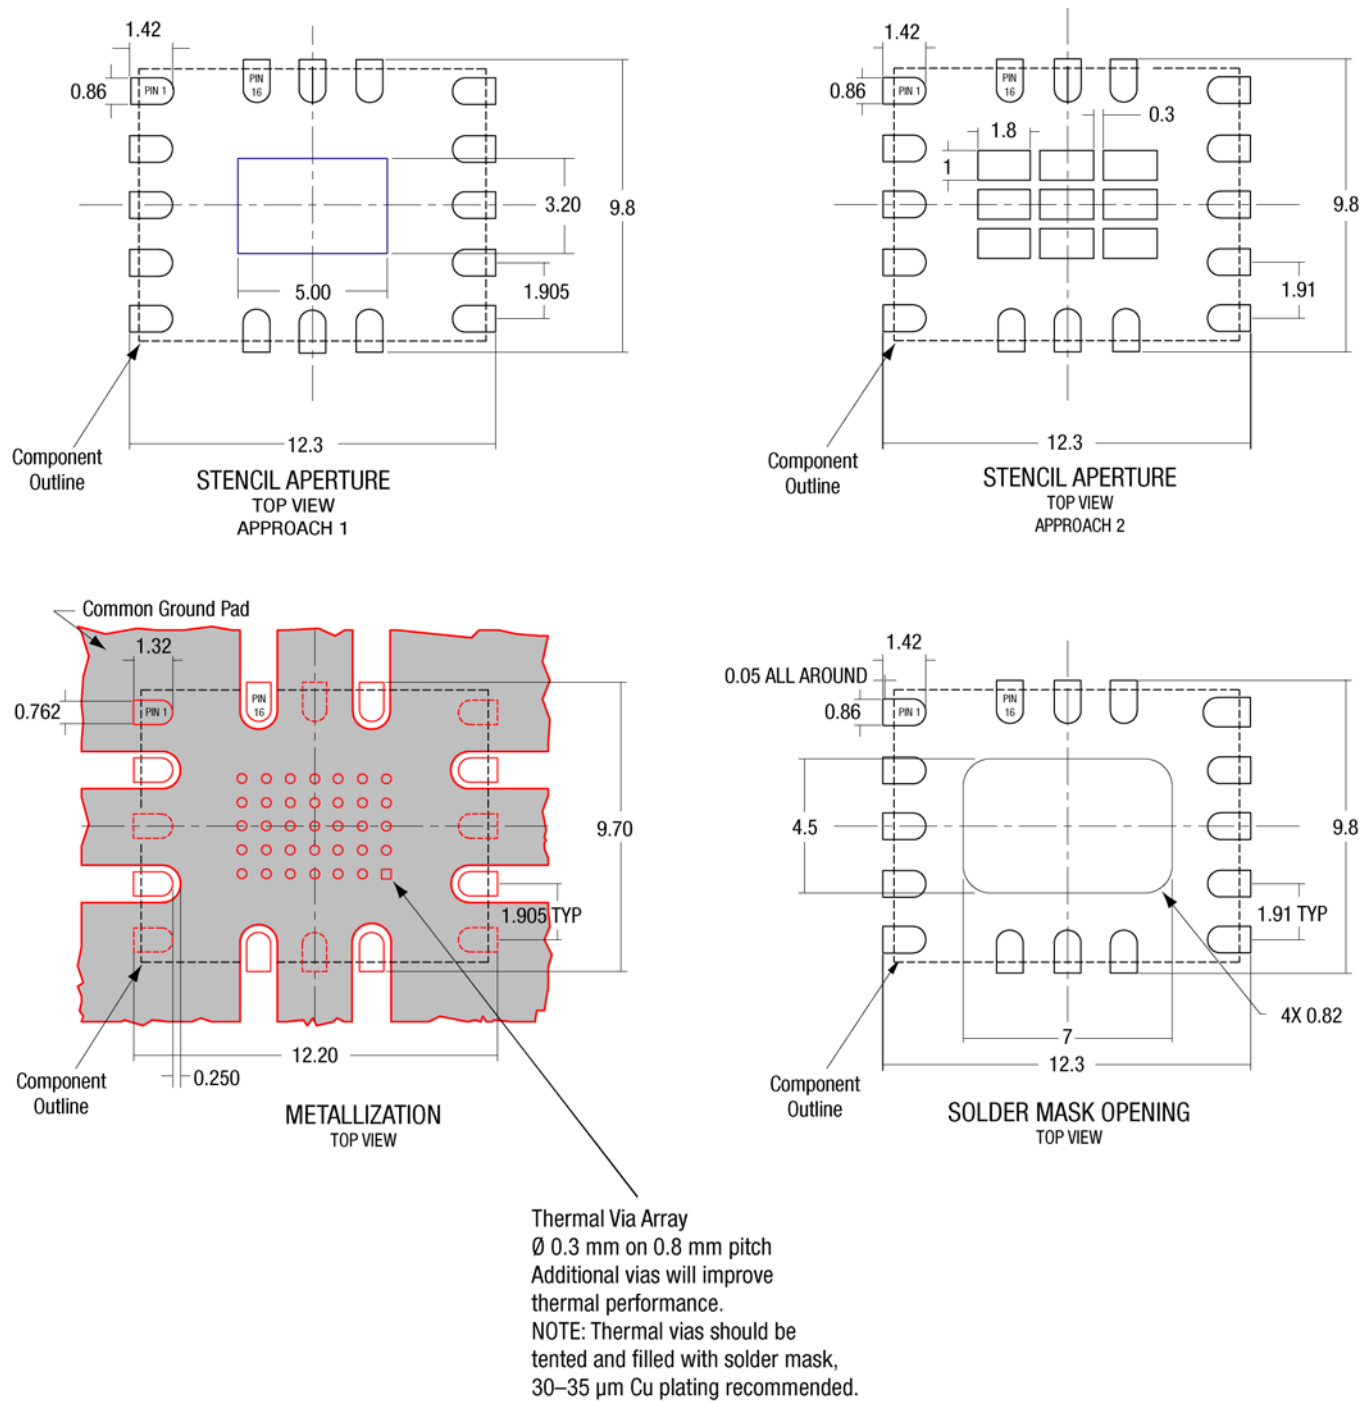 1.42
0.86
PIN 1
PIN
16
3.20
9.8
5.00
1.905
12.3
Component
Outline
STENCIL APERTURE
TOP VIEW
APPROACH 1
1.42
0.86
PIN 1
PIN
16
1.8
0.3
1
9.8
1.91
12.3
Component
Outline
STENCIL APERTURE
TOP VIEW
APPROACH 2
Common Ground Pad
1.32
0.762
PIN 1
PIN
16
9.70
1.905 TYP
12.20
0.250
Component
Outline
METALLIZATION
TOP VIEW
Thermal Via Array
Ø 0.3 mm on 0.8 mm pitch
Additional vias will improve
thermal performance.
NOTE: Thermal vias should be
tented and filled with solder mask,
30–35 µm Cu plating recommended.
1.42
0.05 ALL AROUND
0.86
PIN 1
PIN
16
4.5
9.8
1.91 TYP
4X 0.82
7
12.3
Component
Outline
SOLDER MASK OPENING
TOP VIEW